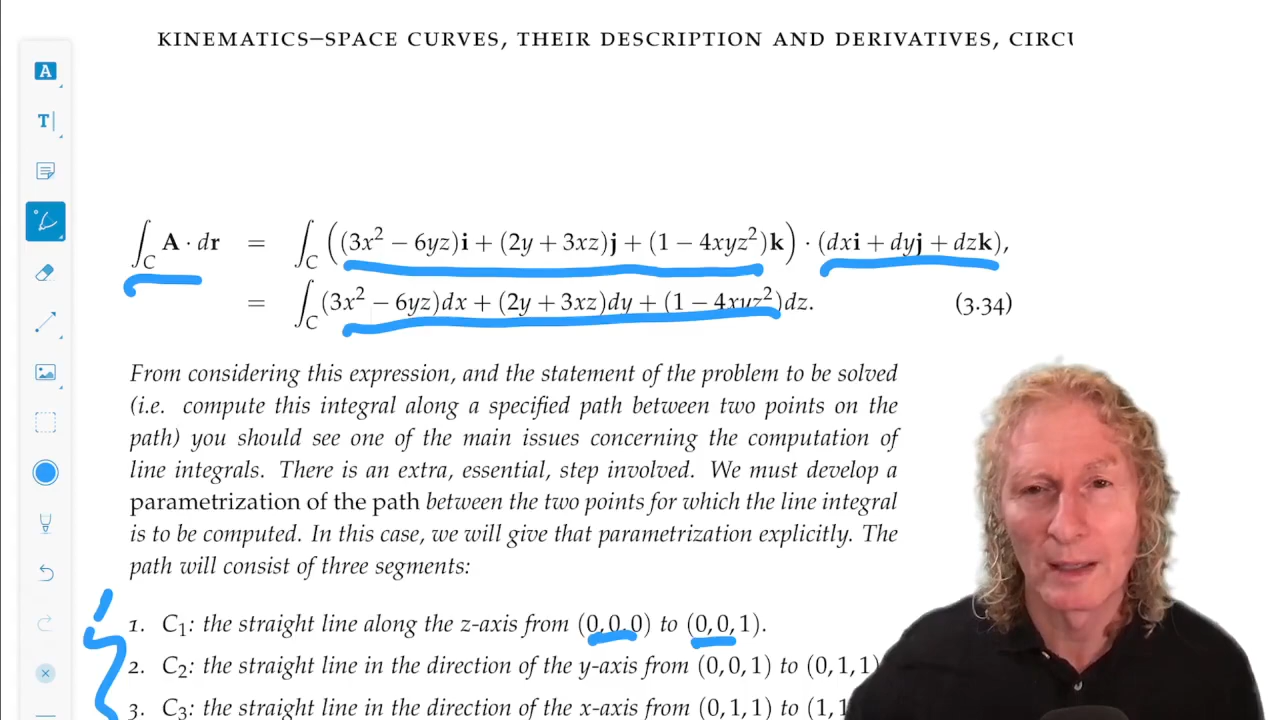 KINEMATICS–SPACE CURVES, THEIR DESCRIPTION AND DERIVATIVES,
A
T
∫_C A · dr = ∫_C ((3x² − 6yz)i + (2y + 3xz)j + (1 − 4xyz²)k) · (dxi + dyj + dzk),
= ∫_C (3x² − 6yz)dx + (2y + 3xz)dy + (1 − 4xyz²)dz. (3.34)
From considering this expression, and the statement of the problem to be solved
(i.e. compute this integral along a specified path between two points on the
path) you should see one of the main issues concerning the computation of
line integrals. There is an extra, essential, step involved. We must develop a
parametrization of the path between the two points for which the line integral
is to be computed. In this case, we will give that parametrization explicitly. The
path will consist of three segments:
1. C₁: the straight line along the z-axis from (0,0,0) to (0,0,1).
2. C₂: the straight line in the direction of the y-axis from (0,0,1) to (0,1,1)
3. C₃: the straight line in the direction of the x-axis from (0,1,1) to (1,1